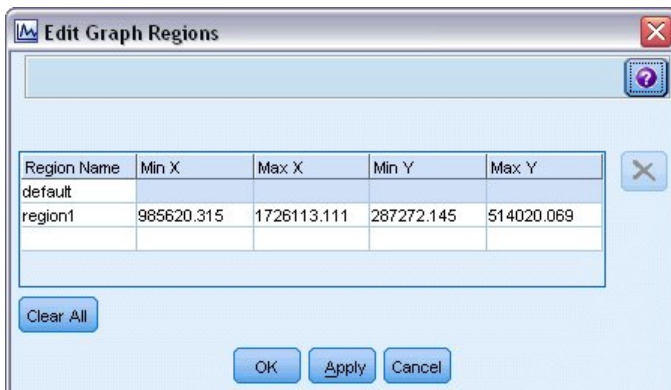 Edit Graph Regions
Region Name Min X Max X Min Y Max Y
default
region1 985620.315 1726113.111 287272.145 514020.069
Clear All
OK Apply Cancel